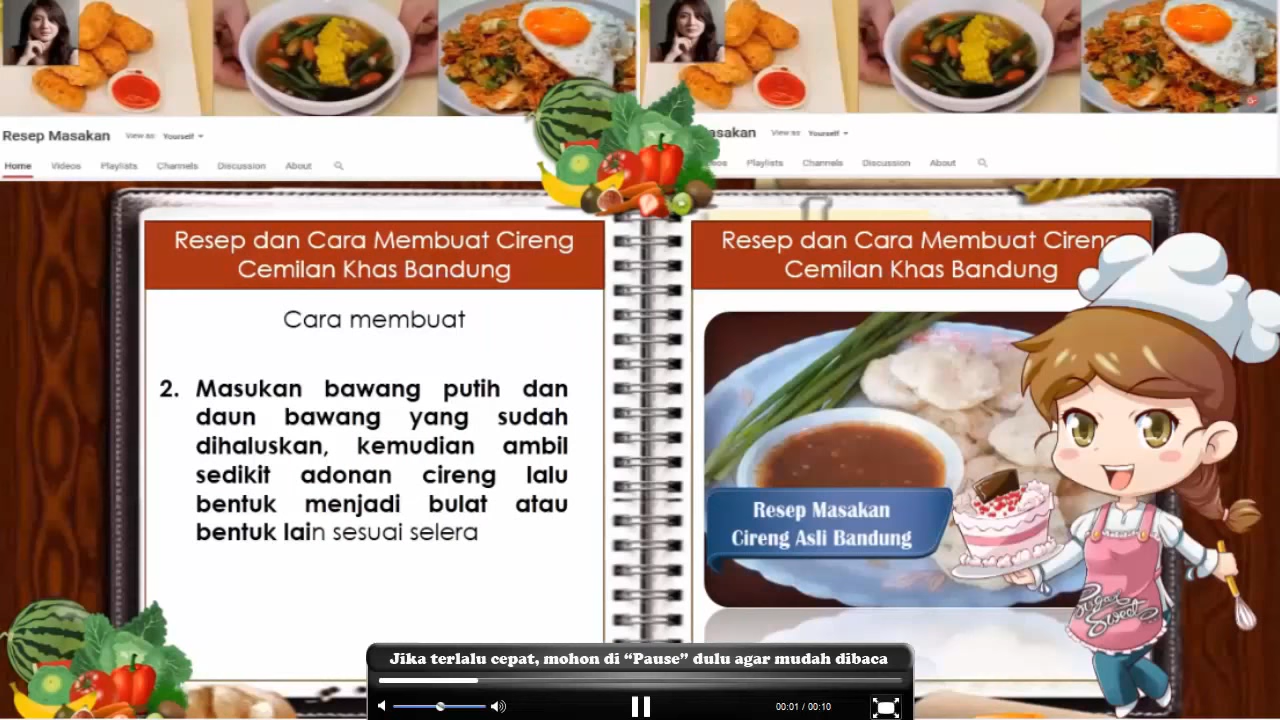 Resep Masakan View as: Yourself
Home Videos Playlists Channels Discussion About
Masakan View as: Yourself
Playlists Channels Discussion About
Resep dan Cara Membuat Cireng
Cemilan Khas Bandung
Cara membuat
2. Masukan bawang putih dan
daun bawang yang sudah
dihaluskan, kemudian ambil
sedikit adonan cireng lalu
bentuk menjadi bulat atau
bentuk lain sesuai selera
Resep dan Cara Membuat Cireng
Cemilan Khas Bandung
Resep Masakan
Cireng Asli Bandung
Sugar
Sweet
Jika terlalu cepat, mohon di “Pause” dulu agar mudah dibaca
00:01 / 00:10